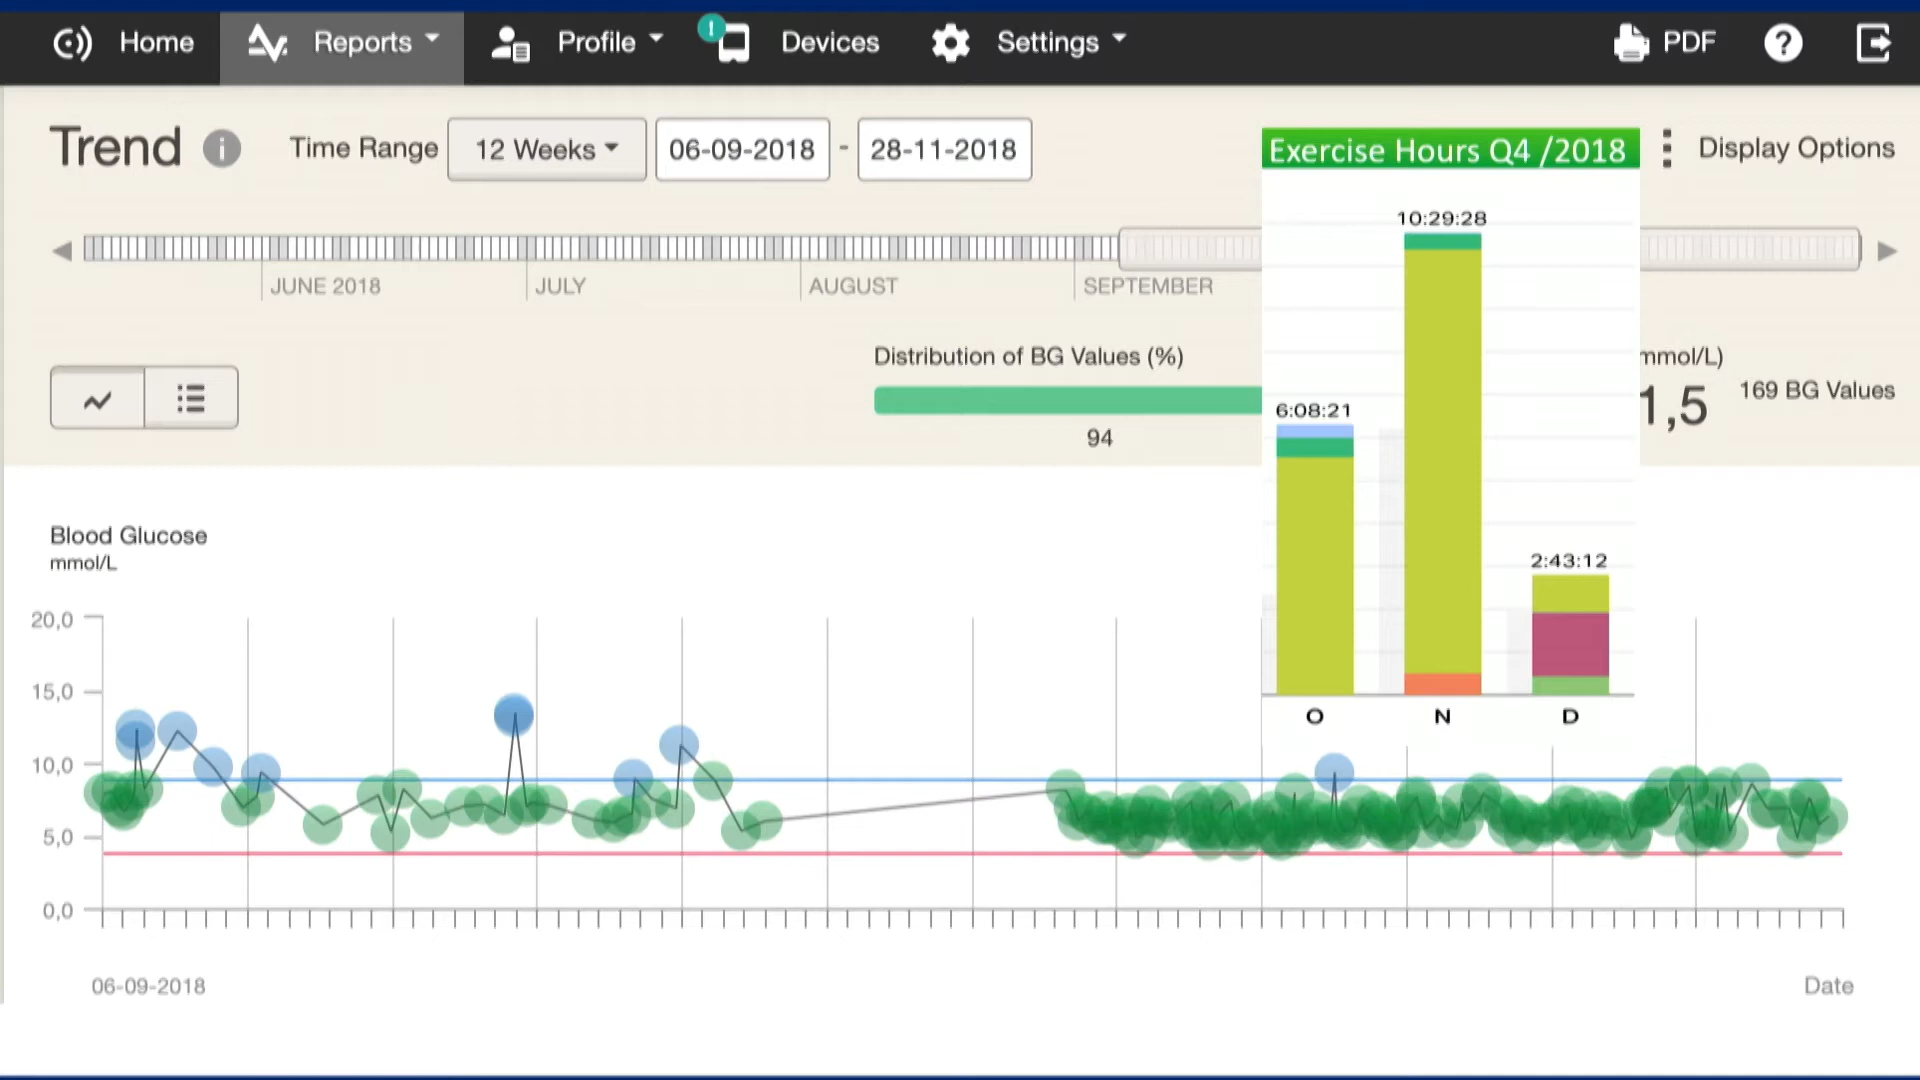 Home Reports Profile ! Devices Settings PDF ?
Trend i Time Range 12 Weeks 06-09-2018 - 28-11-2018 Display Options
Exercise Hours Q4 /2018
JUNE 2018 JULY AUGUST SEPTEMBER
10:29:28
6:08:21
2:43:12
O N D
Distribution of BG Values (%)
94
mmol/L)
1,5
169 BG Values
Blood Glucose
mmol/L
20,0
15,0
10,0
5,0
0,0
06-09-2018 Date